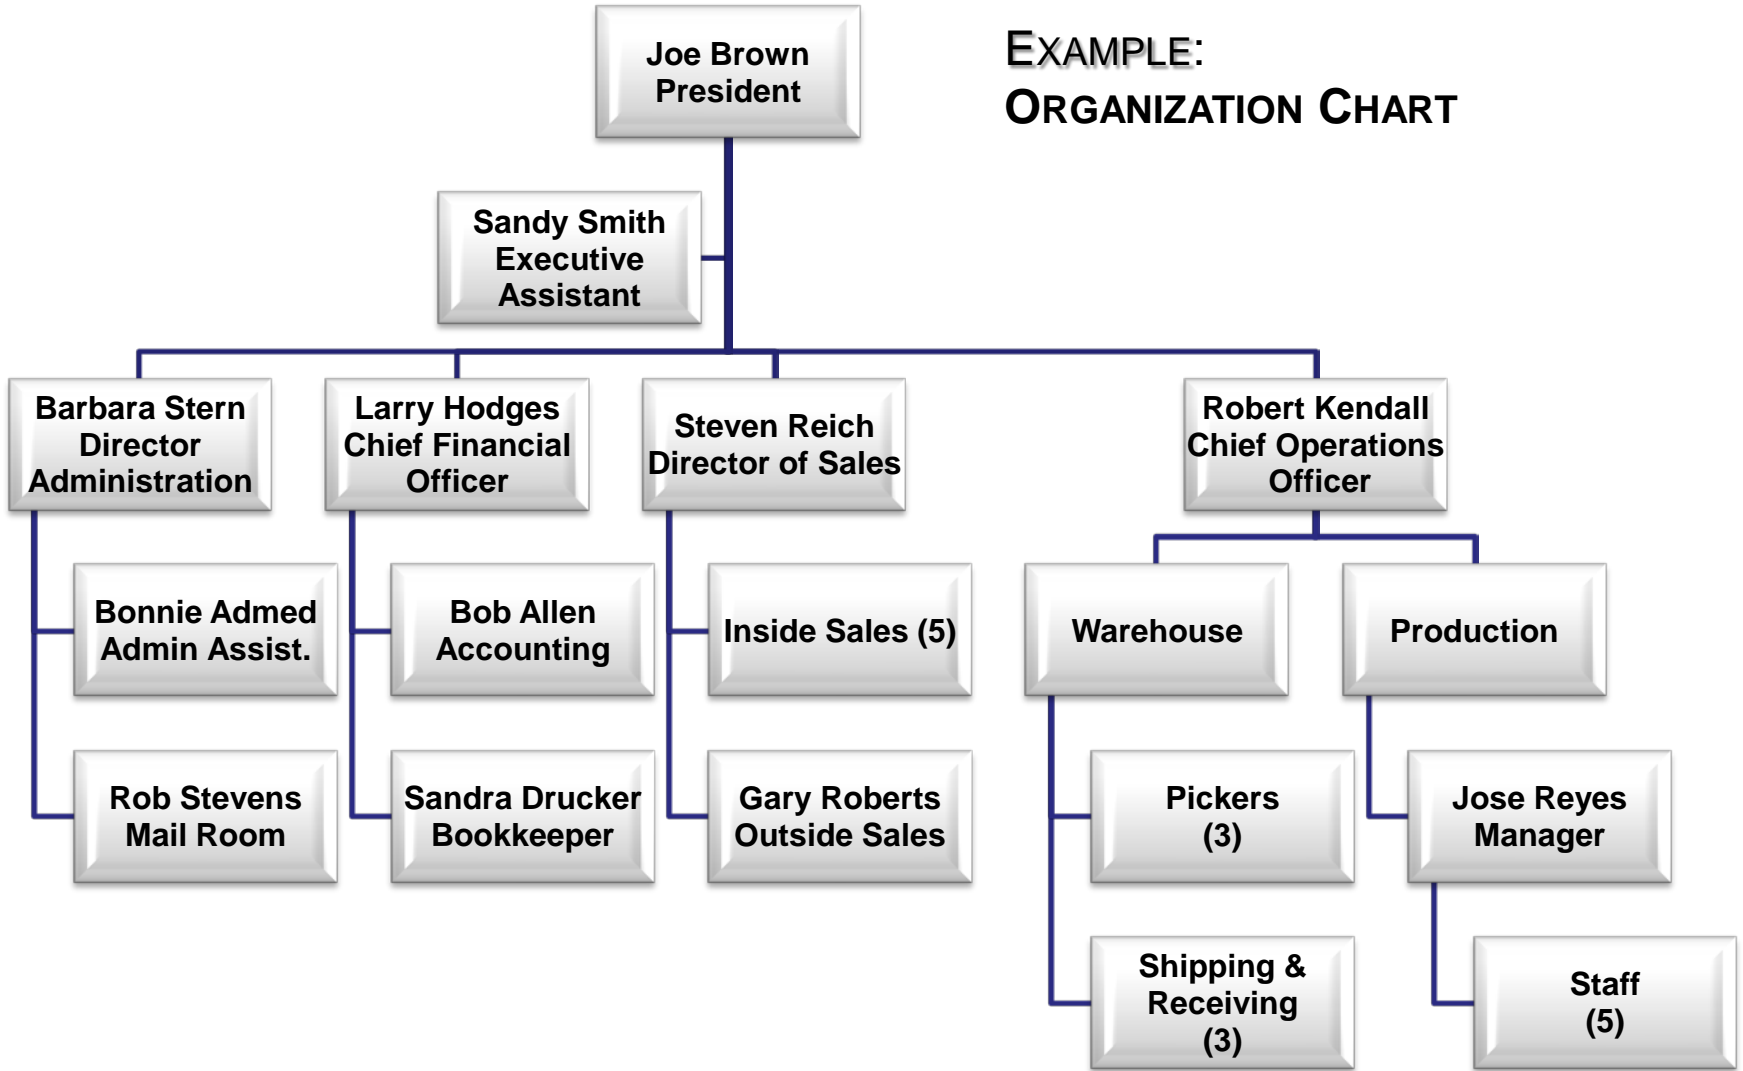 Joe Brown
President
EXAMPLE:
ORGANIZATION CHART
Sandy Smith
Executive
Assistant
Barbara Stern
Director
Administration
Larry Hodges
Chief Financial
Officer
Steven Reich
Director of Sales
Robert Kendall
Chief Operations
Officer
Bonnie Admed
Admin Assist.
Bob Allen
Accounting
Inside Sales (5)
Warehouse
Production
Rob Stevens
Mail Room
Sandra Drucker
Bookkeeper
Gary Roberts
Outside Sales
Pickers
(3)
Jose Reyes
Manager
Shipping &
Receiving
(3)
Staff
(5)